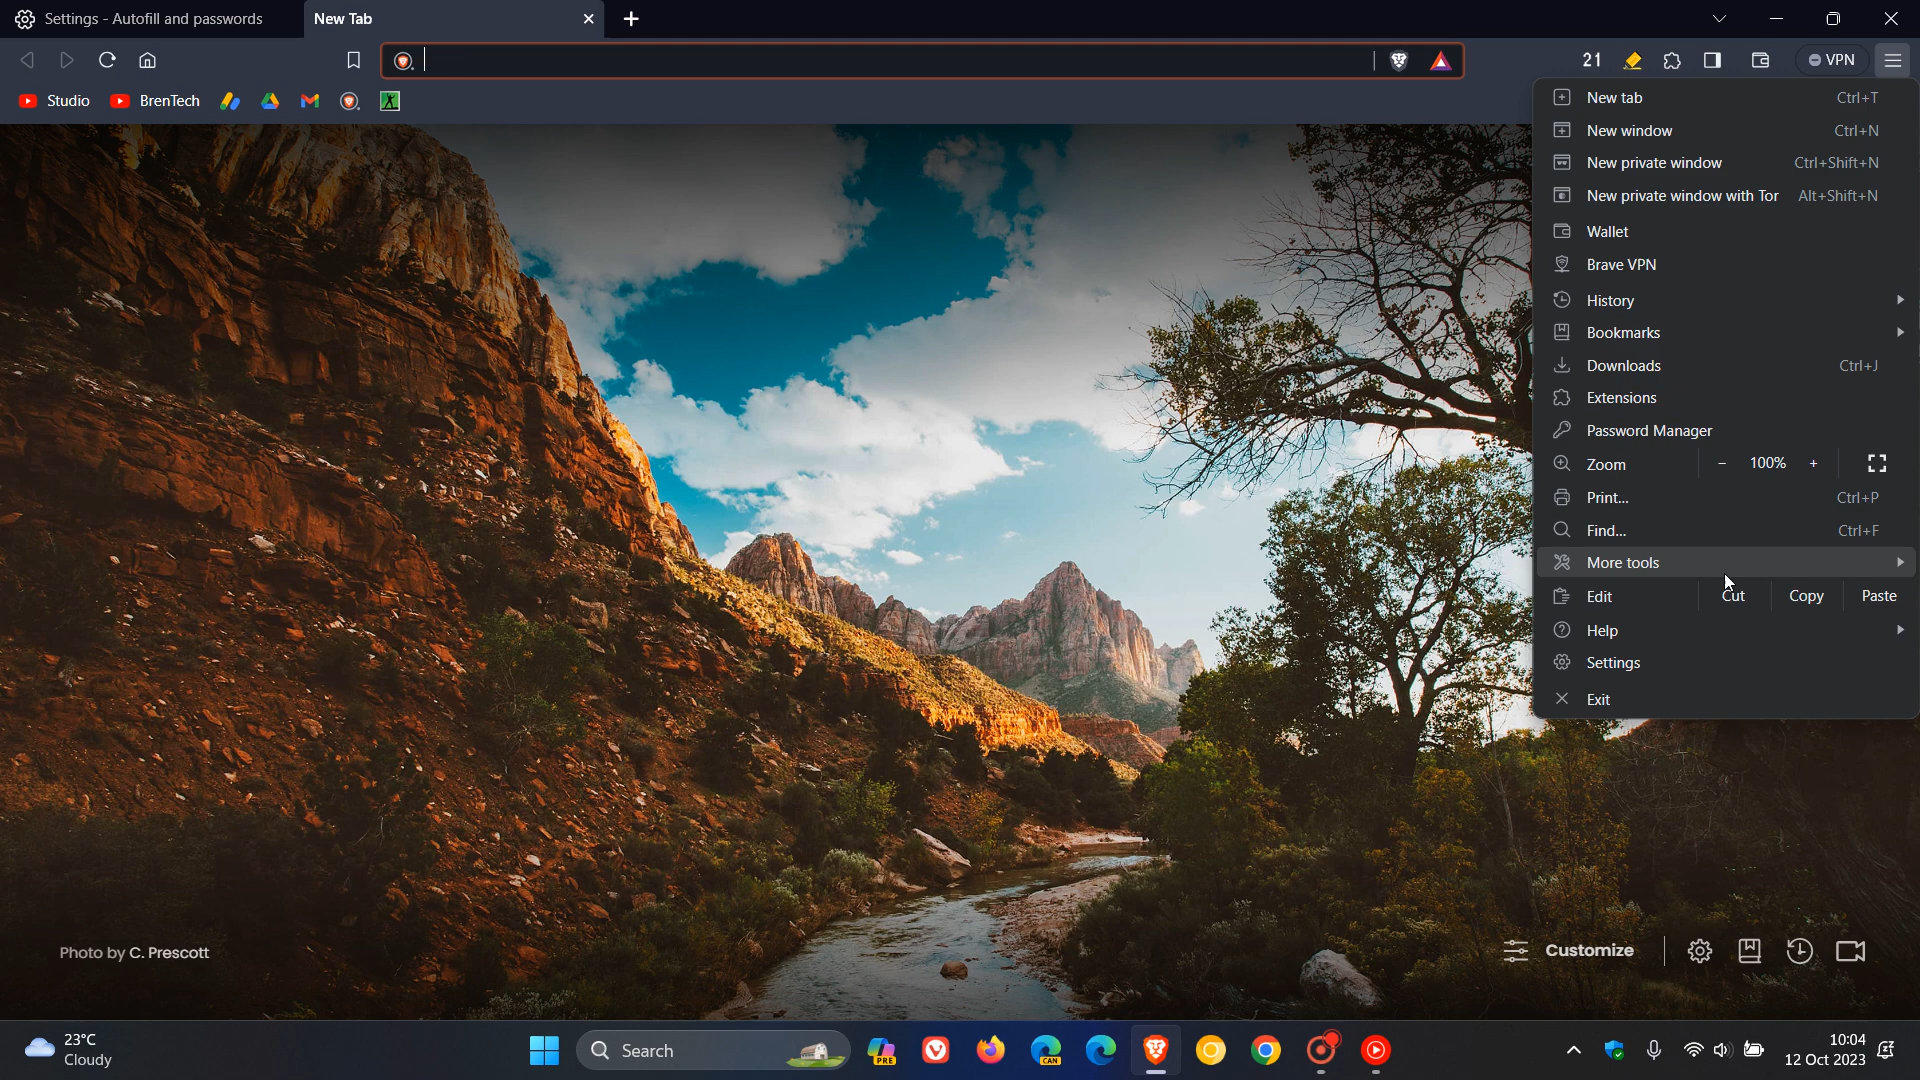 Settings - Autofill and passwords
New Tab
21
VPN
Studio
BrenTech
New tab Ctrl+T
New window Ctrl+N
New private window Ctrl+Shift+N
New private window with Tor Alt+Shift+N
Wallet
Brave VPN
History
Bookmarks
Downloads Ctrl+J
Extensions
Password Manager
Zoom - 100% +
Print... Ctrl+P
Find... Ctrl+F
More tools
Edit Cut Copy Paste
Help
Settings
Exit
Photo by C. Prescott
Customize
23°C
Cloudy
Search
PRE
CAN
10:04
12 Oct 2023